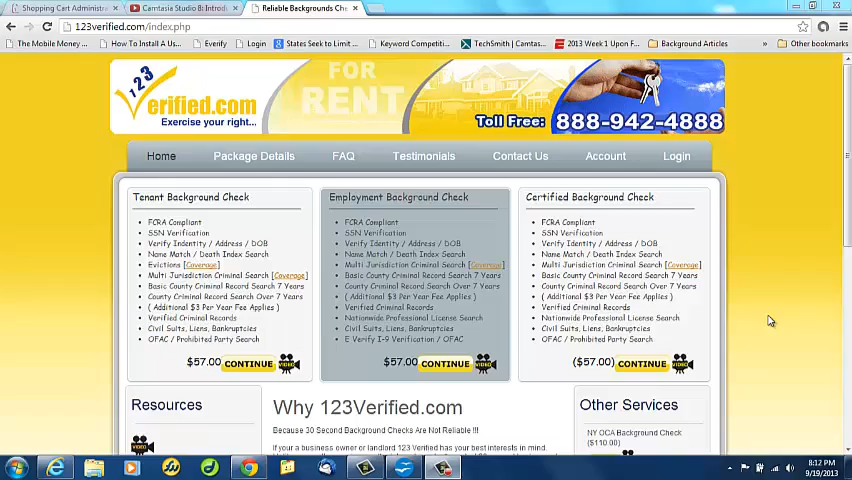 Shopping Cart Administra
Camtasia Studio 8: Introdu
Reliable Backgrounds Che
123verified.com/index.php
The Mobile Money ...
How To Install A Us...
Everify
Login
States Seek to Limit ...
Keyword Competiti...
TechSmith | Camtas...
2013 Week 1 Upon F...
Background Articles
»
Other bookmarks
123
Verified.com
Exercise your right...
FOR
RENT
Toll Free: 888-942-4888
Home
Package Details
FAQ
Testimonials
Contact Us
Account
Login
Tenant Background Check
FCRA Compliant
SSN Verification
Verify Indentity / Address / DOB
Name Match / Death Index Search
Evictions [Coverage]
Multi Jurisdiction Criminal Search [Coverage]
Basic County Criminal Record Search 7 Years
County Criminal Record Search Over 7 Years
( Additional $3 Per Year Fee Applies )
Verified Criminal Records
Civil Suits, Liens, Bankruptcies
OFAC / Prohibited Party Search
$57.00 CONTINUE VIDEO
Employment Background Check
FCRA Compliant
SSN Verification
Verify Identity / Address / DOB
Name Match / Death Index Search
Multi Jurisdiction Criminal Search [Coverage]
Basic County Criminal Record Search 7 Years
County Criminal Record Search Over 7 Years
( Additional $3 Per Year Fee Applies )
Verified Criminal Records
Nationwide Professional License Search
Civil Suits, Liens, Bankruptcies
E Verify I-9 Verification / OFAC
$57.00 CONTINUE VIDEO
Certified Background Check
FCRA Compliant
SSN Verification
Verify Identity / Address / DOB
Name Match / Death Index Search
Multi Jurisdiction Criminal Search [Coverage]
Basic County Criminal Record Search 7 Years
County Criminal Record Search Over 7 Years
( Additional $3 Per Year Fee Applies )
Verified Criminal Records
Nationwide Professional License Search
Civil Suits, Liens, Bankruptcies
OFAC / Prohibited Party Search
($57.00) CONTINUE VIDEO
Resources
VIDEO
Why 123Verified.com
Because 30 Second Background Checks Are Not Reliable !!!
If your a business owner or landlord 123 Verified has your best interests in mind.
Other Services
NY OCA Background Check
($110.00)
8:12 PM
9/19/2013